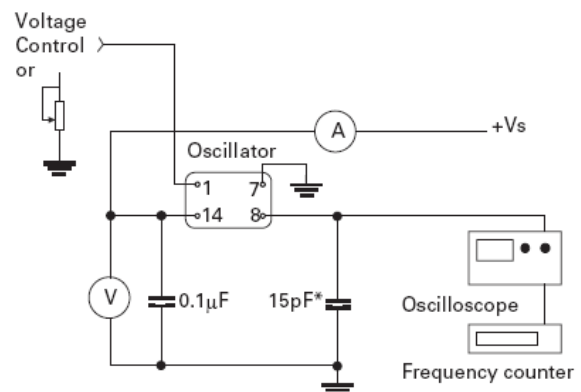 Voltage
Control
or
A
+Vs
Oscillator
1
7
14
8
V
0.1µF
15pF*
Oscilloscope
Frequency counter